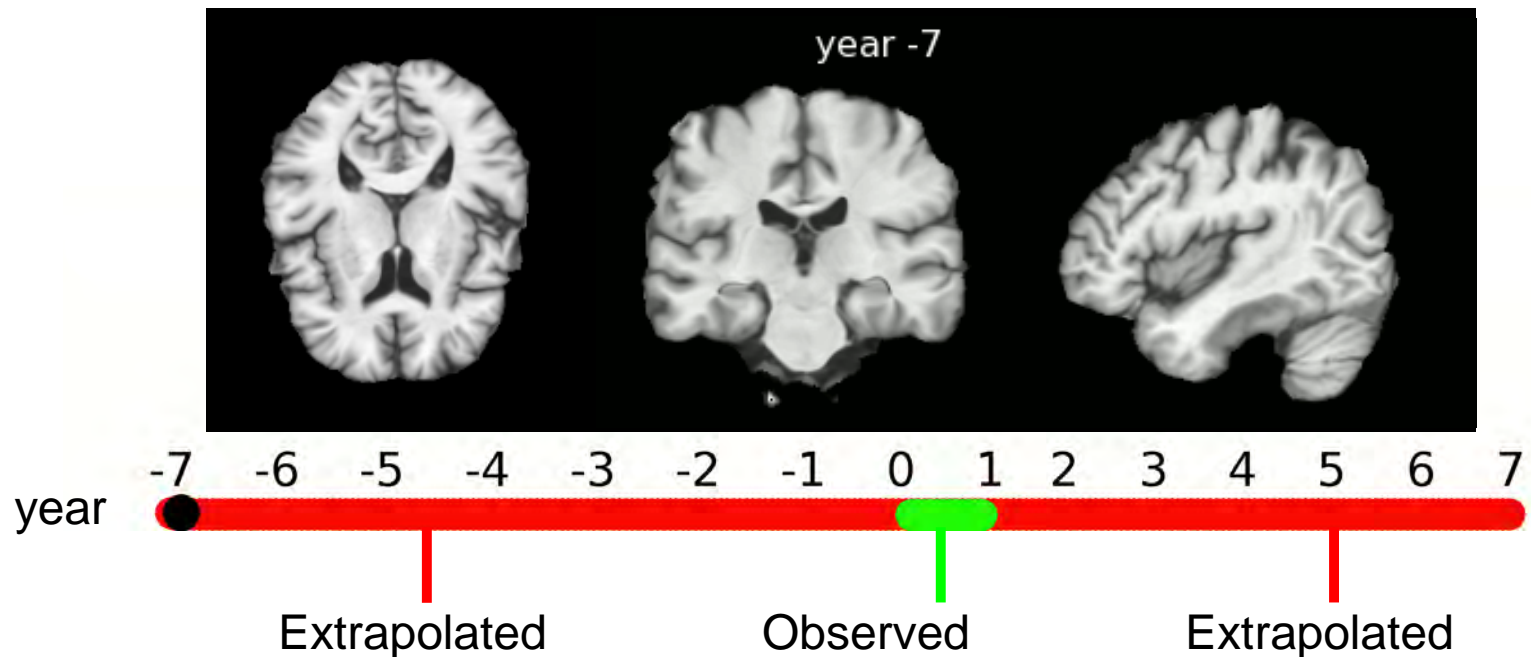 year -7
-7 -6 -5 -4 -3 -2 -1 0 1 2 3 4 5 6 7
year
Extrapolated Observed Extrapolated